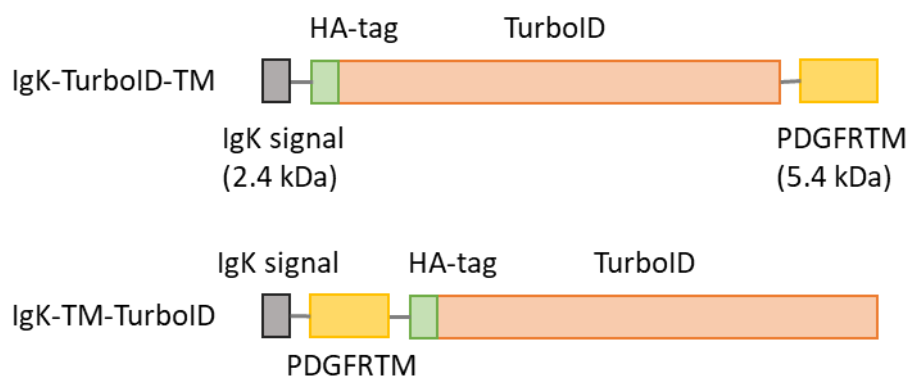 HA-tag TurboID
IgK-TurboID-TM
IgK signal PDGFRTM
(2.4 kDa) (5.4 kDa)
IgK signal HA-tag TurboID
IgK-TM-TurboID
PDGFRTM